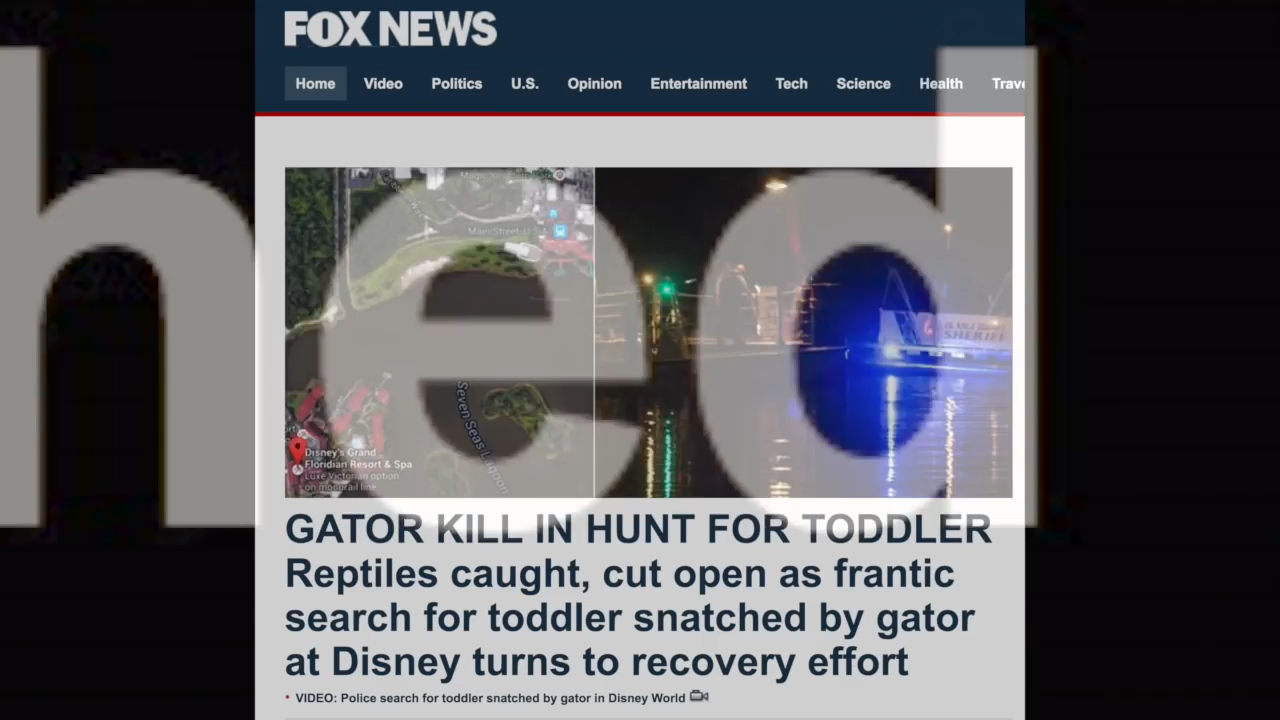 FOX NEWS
Home Video Politics U.S. Opinion Entertainment Tech Science Health Trave
hed
Main Street U.S.A.
SHERIFF
Seven Seas Lagoon
Disney's Grand
Floridian Resort & Spa
Luxe Victorian option
on monorail line
GATOR KILL IN HUNT FOR TODDLER
Reptiles caught, cut open as frantic
search for toddler snatched by gator
at Disney turns to recovery effort
• VIDEO: Police search for toddler snatched by gator in Disney World